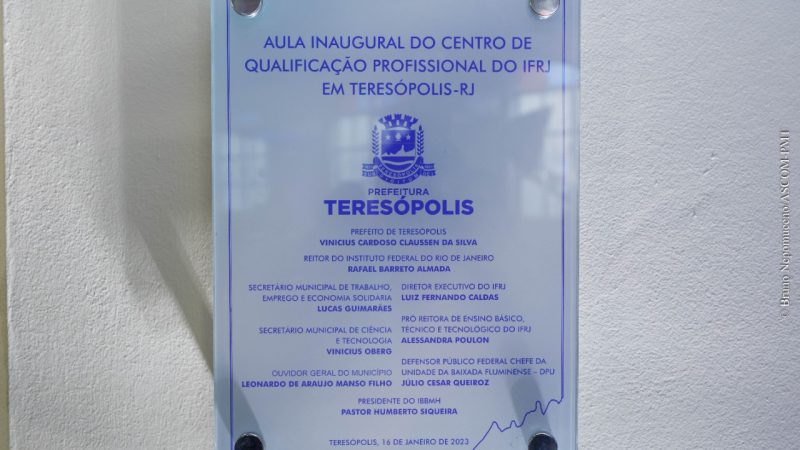 AULA INAUGURAL DO CENTRO DE
QUALIFICAÇÃO PROFISSIONAL DO IFRJ
EM TERESÓPOLIS-RJ
TERESÓPOLIS
PREFEITURA
TERESÓPOLIS
PREFEITO DE TERESÓPOLIS
VINICIUS CARDOSO CLAUSSEN DA SILVA
REITOR DO INSTITUTO FEDERAL DO RIO DE JANEIRO
RAFAEL BARRETO ALMADA
SECRETÁRIO MUNICIPAL DE TRABALHO,
EMPREGO E ECONOMIA SOLIDÁRIA
LUCAS GUIMARÃES
DIRETOR EXECUTIVO DO IFRJ
LUIZ FERNANDO CALDAS
SECRETÁRIO MUNICIPAL DE CIÊNCIA
E TECNOLOGIA
VINICIUS OBERG
PRÓ REITORA DE ENSINO BÁSICO,
TÉCNICO E TECNOLÓGICO DO IFRJ
ALESSANDRA POULON
OUVIDOR GERAL DO MUNICÍPIO
LEONARDO DE ARAUJO MANSO FILHO
DEFENSOR PÚBLICO FEDERAL CHEFE DA
UNIDADE DA BAIXADA FLUMINENSE – DPU
JÚLIO CESAR QUEIROZ
PRESIDENTE DO IBBMH
PASTOR HUMBERTO SIQUEIRA
TERESÓPOLIS, 16 DE JANEIRO DE 2023
© Bruno Nepomuceno/ASCOM-PMT